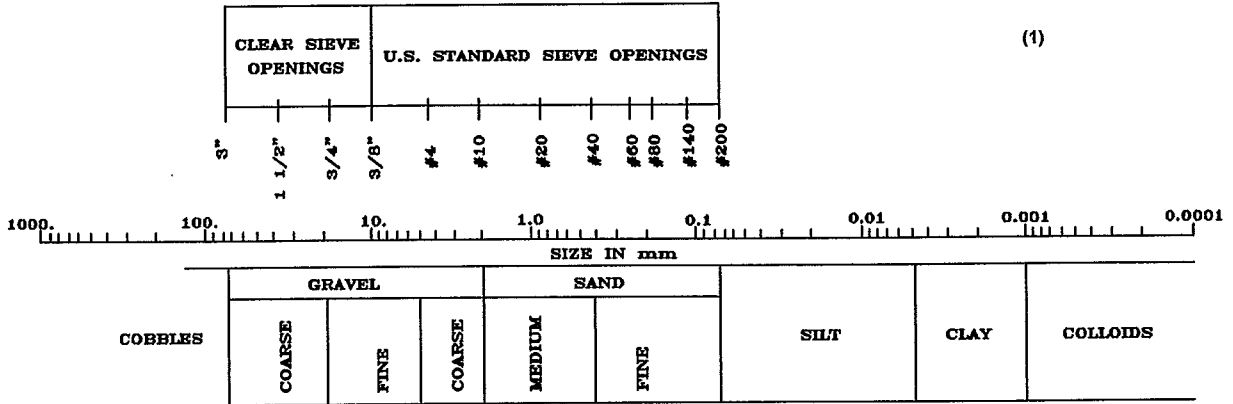 (1)
CLEAR SIEVE
OPENINGS
U.S. STANDARD SIEVE OPENINGS
3" 1 1/2" 3/4" 3/8" #4 #10 #20 #40 #60 #80 #140 #200
1000. 100. 10. 1.0 0.1 0.01 0.001 0.0001
SIZE IN mm
GRAVEL SAND
COBBLES COARSE FINE COARSE MEDIUM FINE SILT CLAY COLLOIDS